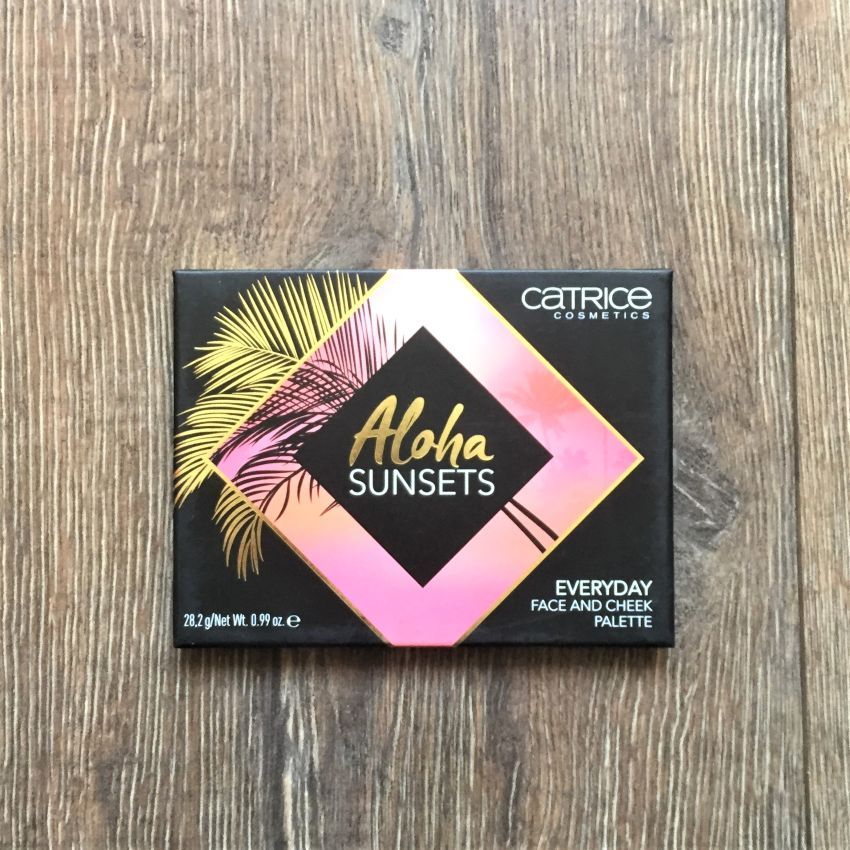 CATRICE
COSMETICS
Aloha
SUNSETS
EVERYDAY
FACE AND CHEEK
PALETTE
28,2 g/Net Wt. 0.99 oz. ℮